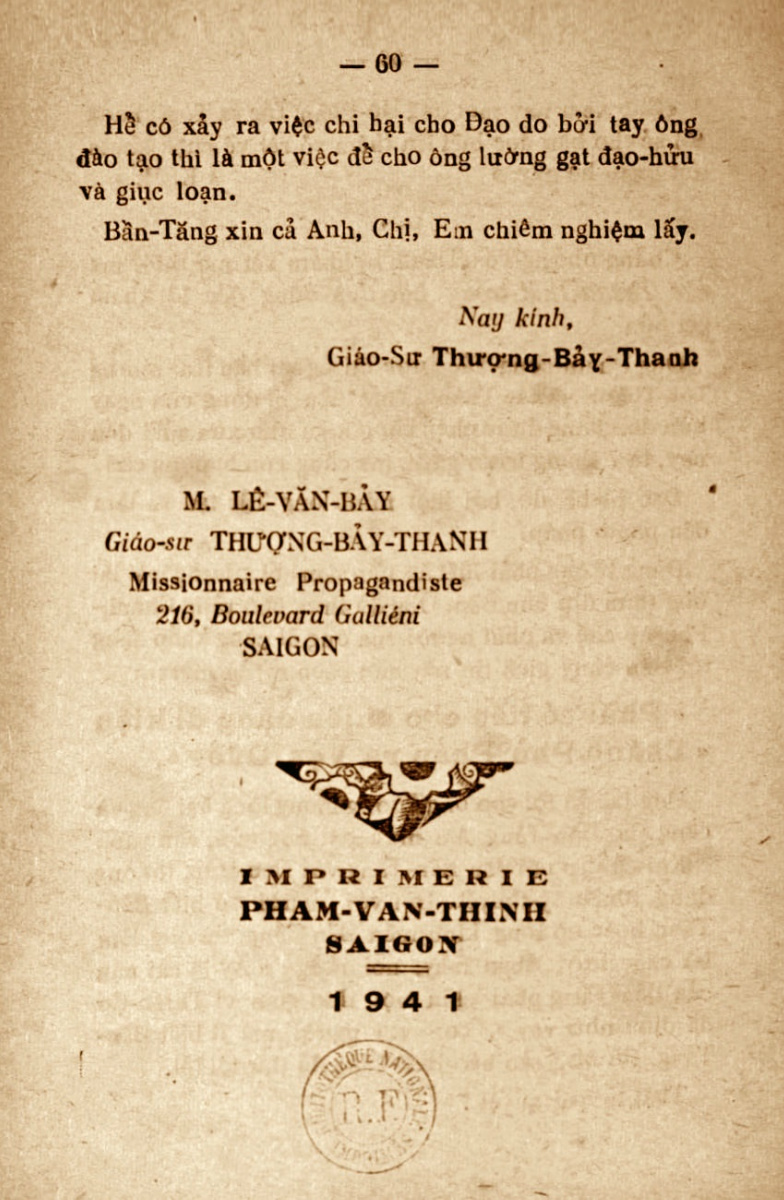 — 60 —
Hễ có xảy ra việc chi hại cho Đạo do bởi tay ông
đào tạo thì là một việc để cho ông lường gạt đạo-hữu
và giục loạn.
Bần-Tăng xin cả Anh, Chị, Em chiêm nghiệm lấy.
Nay kính,
Giáo-Sư Thượng-Bảy-Thanh
M. LÊ-VĂN-BẢY
Giáo-sư THƯỢNG-BẢY-THANH
Missionnaire Propagandiste
216, Boulevard Galliéni
SAIGON
IMPRIMERIE
PHAM-VAN-THINH
SAIGON
1941
BIBLIOTHÈQUE NATIONALE
R.F
IMPRIMÉS